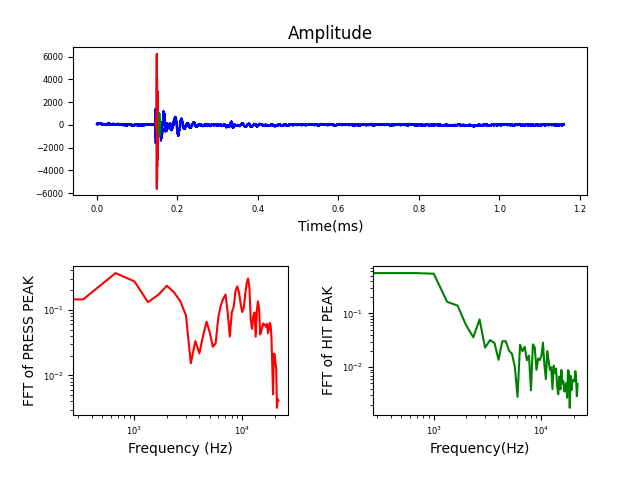 Amplitude
6000
4000
2000
0
−2000
−4000
−6000
0.0 0.2 0.4 0.6 0.8 1.0 1.2
Time(ms)
FFT of PRESS PEAK
10⁻¹
10⁻²
10³ 10⁴
Frequency (Hz)
FFT of HIT PEAK
10⁻¹
10⁻²
10³ 10⁴
Frequency(Hz)